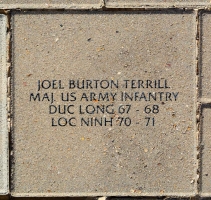 JOEL BURTON TERRILL
MAJ. US ARMY INFANTRY
DUC LONG 67 - 68
LOC NINH 70 - 71